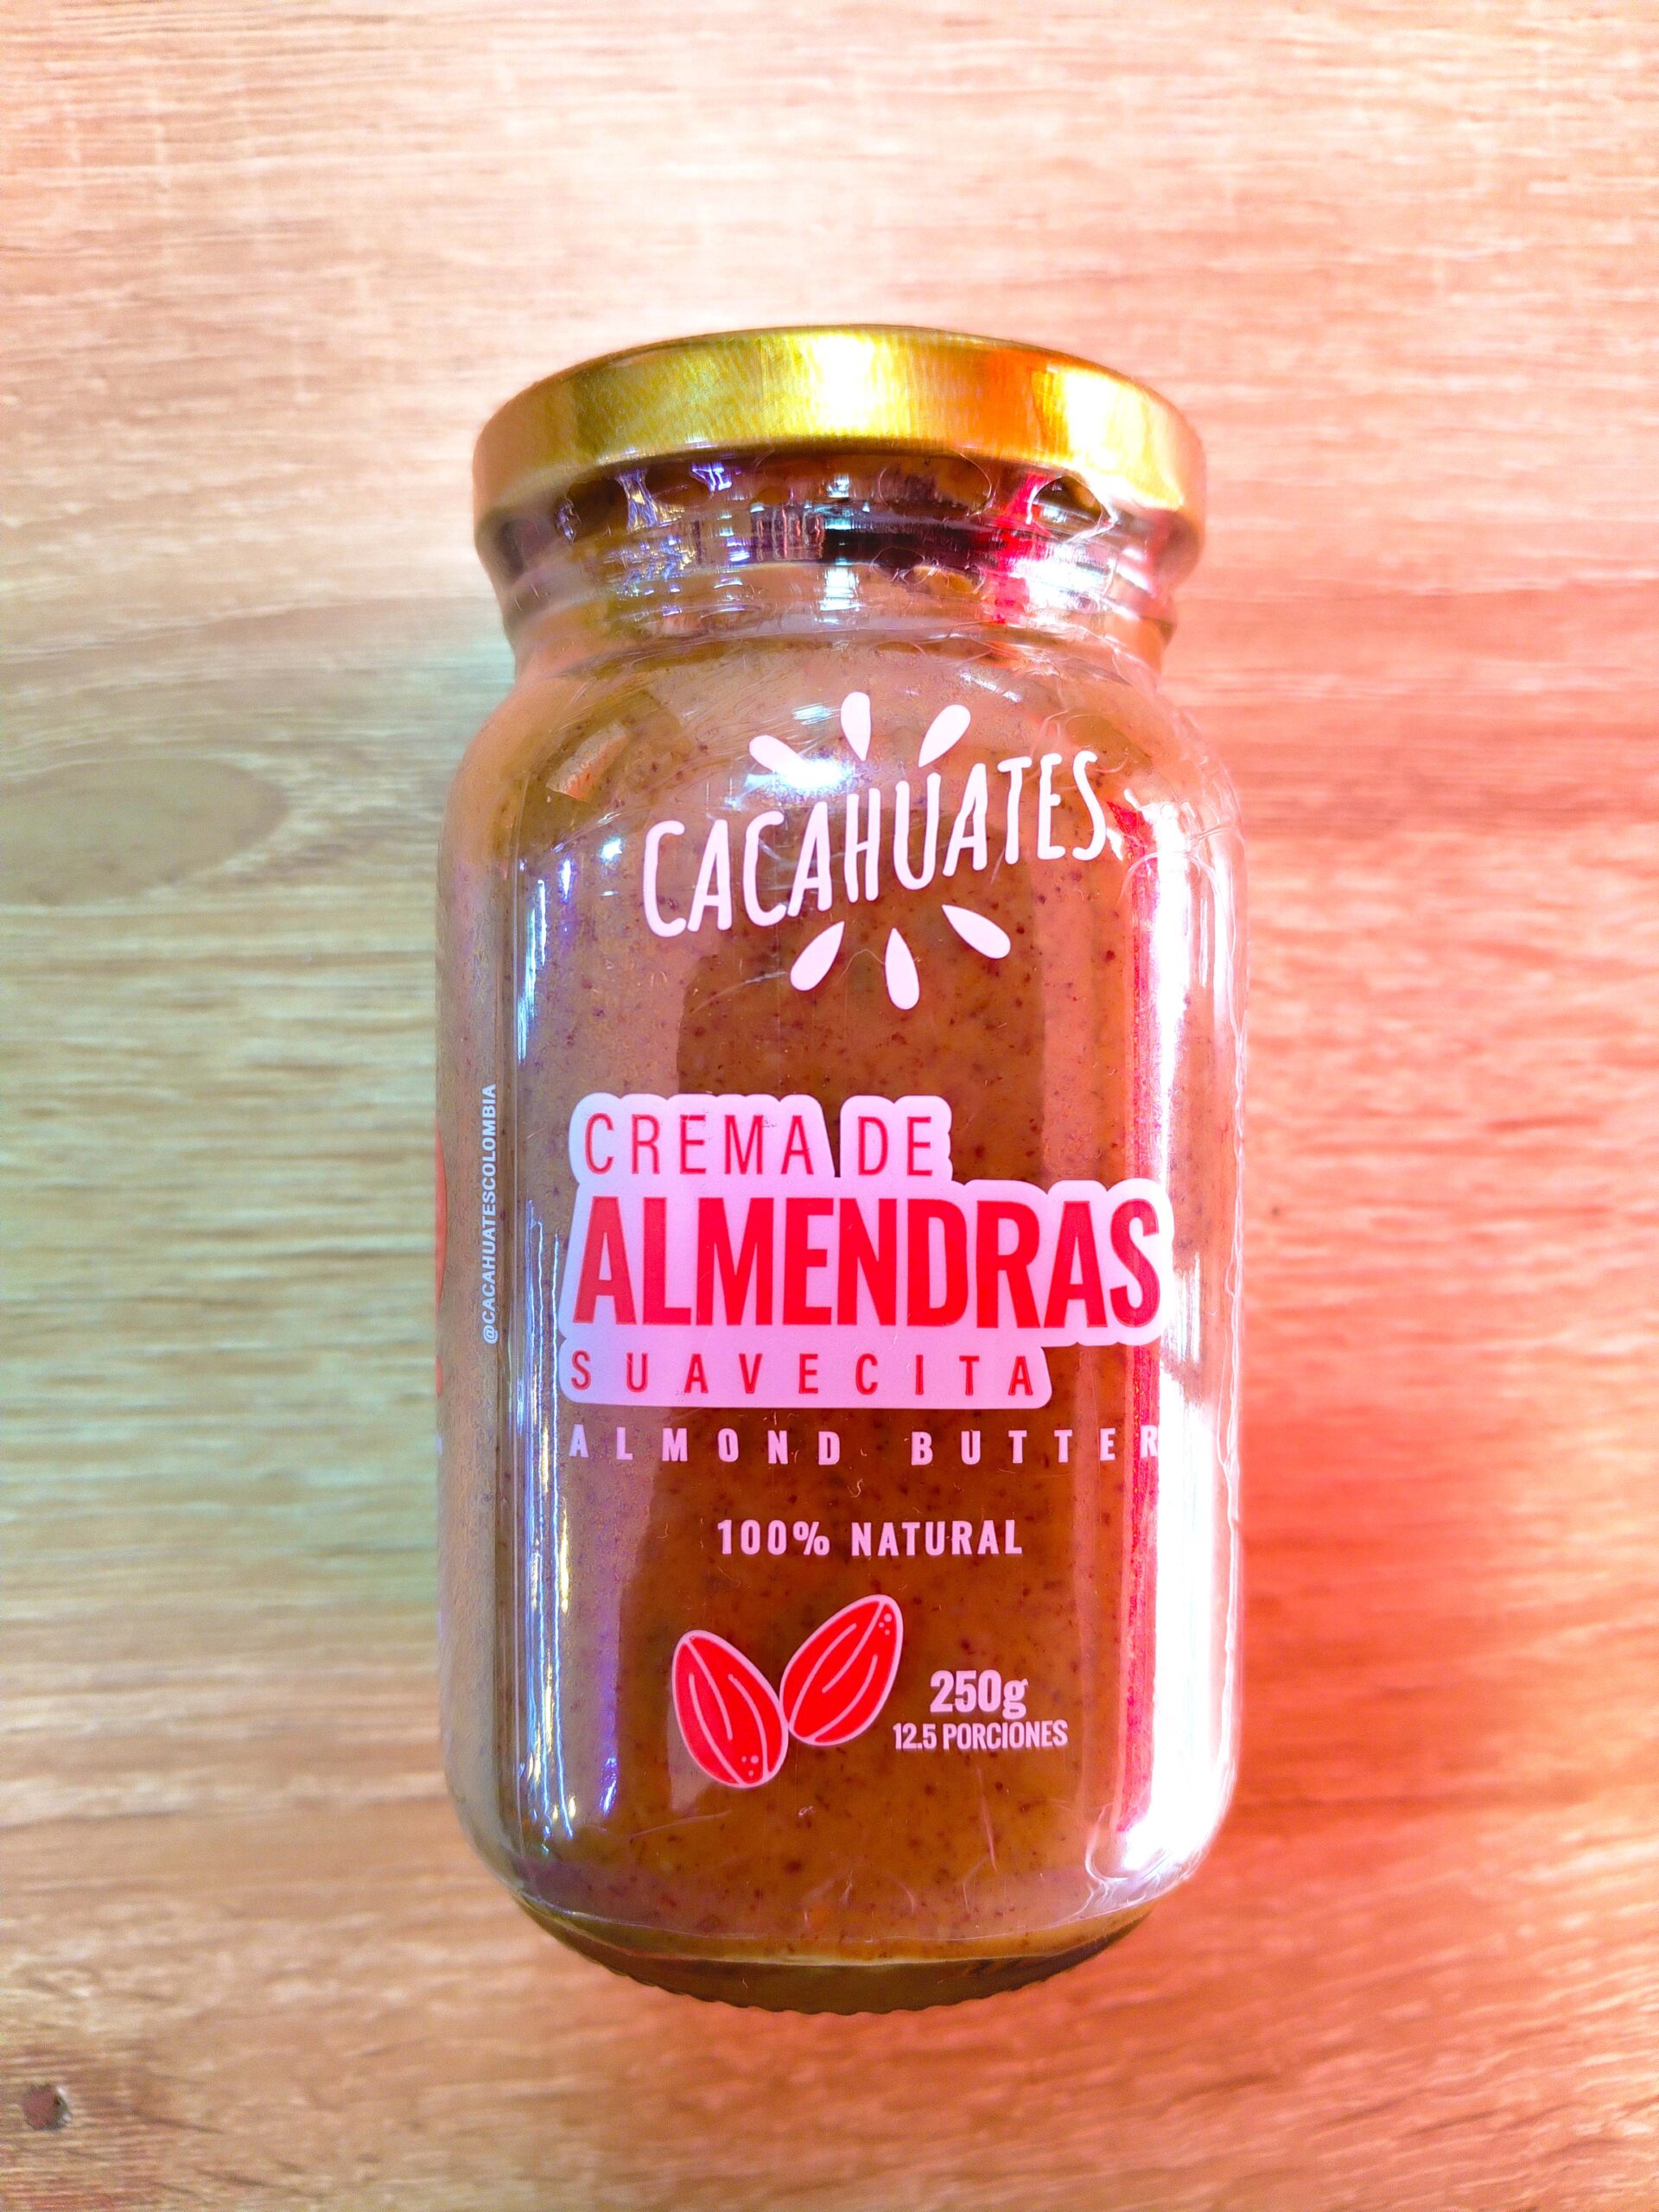 CACAHUATES
CREMA DE
ALMENDRAS
SUAVECITA
ALMOND BUTTER
100% NATURAL
250g
12.5 PORCIONES
@CACAHUATESCOLOMBIA